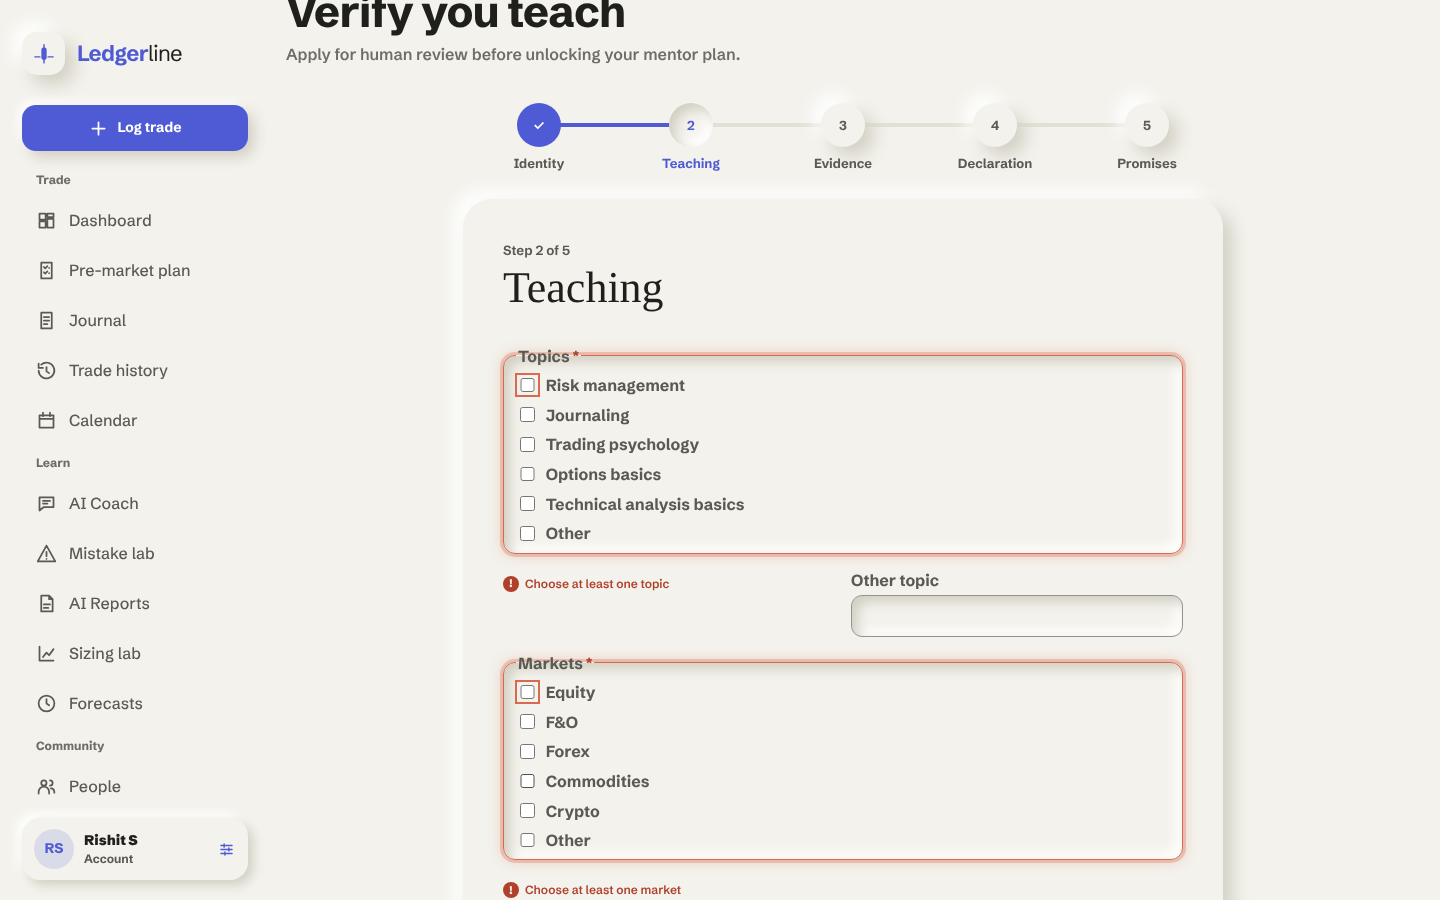 Verify you teach
Apply for human review before unlocking your mentor plan.
Ledgerline
Log trade
Trade
Dashboard
Pre-market plan
Journal
Trade history
Calendar
Learn
AI Coach
Mistake lab
AI Reports
Sizing lab
Forecasts
Community
People
RS
Rishit S
Account
2
3
4
5
Identity
Teaching
Evidence
Declaration
Promises
Step 2 of 5
Teaching
Topics *
Risk management
Journaling
Trading psychology
Options basics
Technical analysis basics
Other
Choose at least one topic
Other topic
Markets *
Equity
F&O
Forex
Commodities
Crypto
Other
Choose at least one market